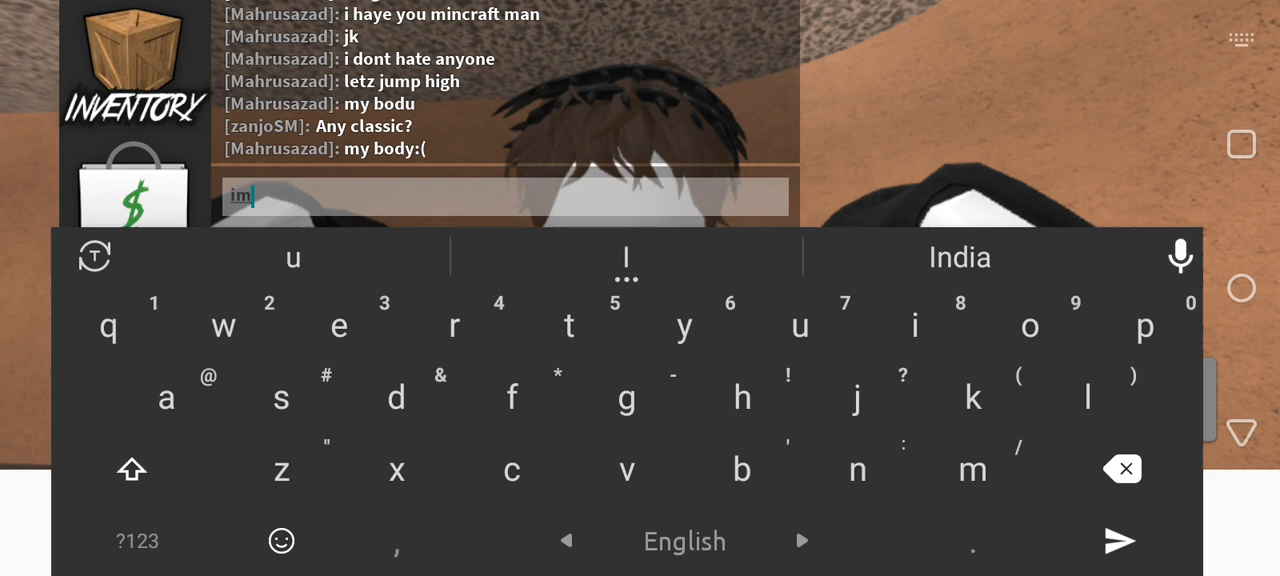 [Mahrusazad]: i haye you mincraft man
[Mahrusazad]: jk
[Mahrusazad]: i dont hate anyone
[Mahrusazad]: letz jump high
[Mahrusazad]: my bodu
[zanjoSM]: Any classic?
[Mahrusazad]: my body:(
INVENTORY
$
im
T
u
I
India
1 2 3 4 5 6 7 8 9 0
q w e r t y u i o p
@ # & * - ! ? ( )
a s d f g h j k l
" ' : /
z x c v b n m
?123 , English .